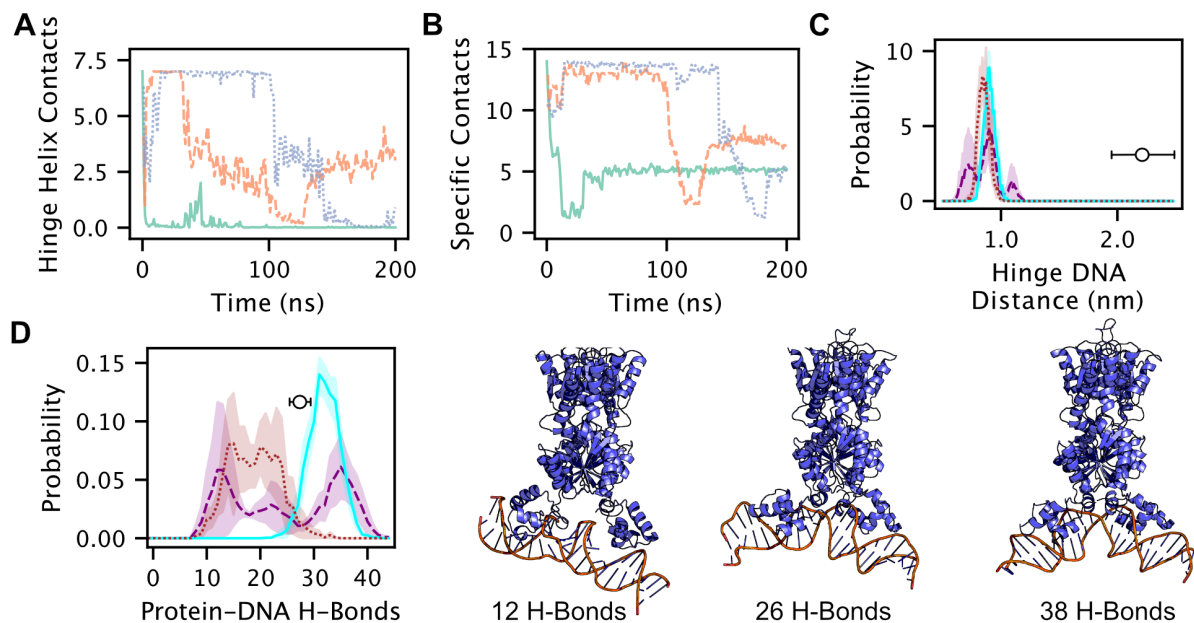 A
Hinge Helix Contacts
7.5
5.0
2.5
0.0
0
100
200
Time (ns)
B
Specific Contacts
15
10
5
0
0
100
200
Time (ns)
C
Probability
10
5
0
1.0
2.0
Hinge DNA
Distance (nm)
D
Probability
0.15
0.10
0.05
0.00
0
10
20
30
40
Protein–DNA H-Bonds
12 H-Bonds
26 H-Bonds
38 H-Bonds